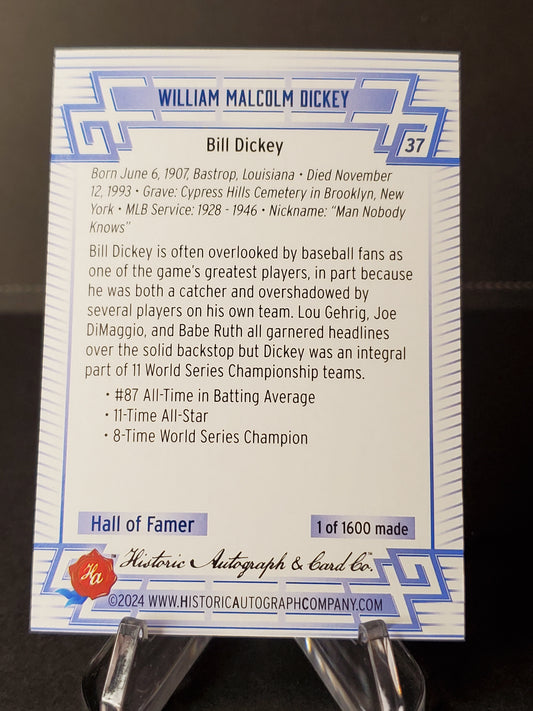 WILLIAM MALCOLM DICKEY
Bill Dickey
37
Born June 6, 1907, Bastrop, Louisiana • Died November
12, 1993 • Grave: Cypress Hills Cemetery in Brooklyn, New
York • MLB Service: 1928 - 1946 • Nickname: “Man Nobody
Knows”
Bill Dickey is often overlooked by baseball fans as
one of the game’s greatest players, in part because
he was both a catcher and overshadowed by
several players on his own team. Lou Gehrig, Joe
DiMaggio, and Babe Ruth all garnered headlines
over the solid backstop but Dickey was an integral
part of 11 World Series Championship teams.
• #87 All-Time in Batting Average
• 11-Time All-Star
• 8-Time World Series Champion
Hall of Famer
1 of 1600 made
Ha
Historic Autograph & Card Co.™
©2024 WWW.HISTORICAUTOGRAPHCOMPANY.COM